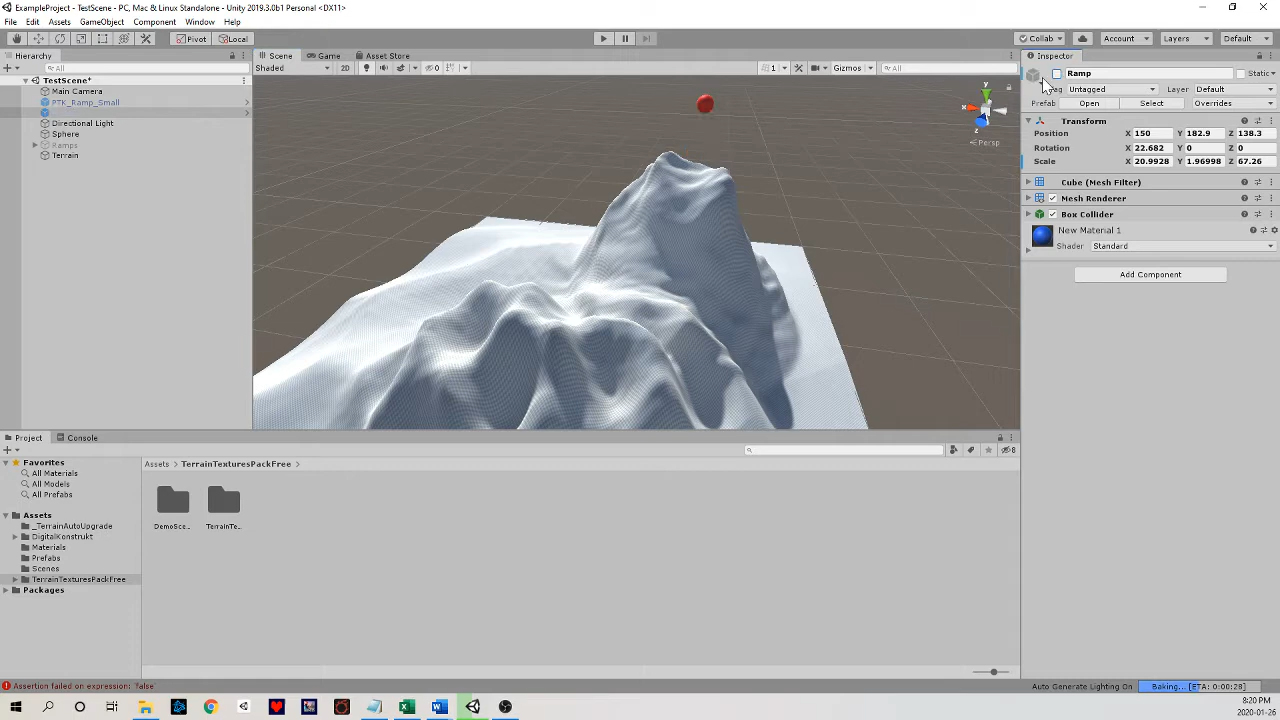 ExampleProject - TestScene - PC, Mac & Linux Standalone - Unity 2019.3.0b1 Personal <DX11>
File Edit Assets GameObject Component Window Help
Pivot Local Collab Account Layers Default
Hierarchy Scene Game Asset Store Inspector
All Shaded 2D 0 1 Gizmos All Ramp Static
TestScene*
Main Camera
PTK_Ramp_Small
Directional Light
Sphere
Ramps
Terrain
y
x
z
Persp
Untagged Layer Default
Prefab Open Select Overrides
Transform
Position X 150 Y 182.9 Z 138.3
Rotation X 22.682 Y 0 Z 0
Scale X 20.9928 Y 1.96998 Z 67.26
Cube (Mesh Filter)
Mesh Renderer
Box Collider
New Material 1
Shader Standard
Add Component
Project Console
8
Favorites
All Materials
All Models
All Prefabs
Assets
_TerrainAutoUpgrade
DigitalKonstrukt
Materials
Prefabs
Scenes
TerrainTexturesPackFree
Packages
Assets TerrainTexturesPackFree
DemoSce... TerrainTe...
Assertion failed on expression: 'false'
Auto Generate Lighting On Baking... [ETA: 0:00:28]
8:20 PM
2020-01-26